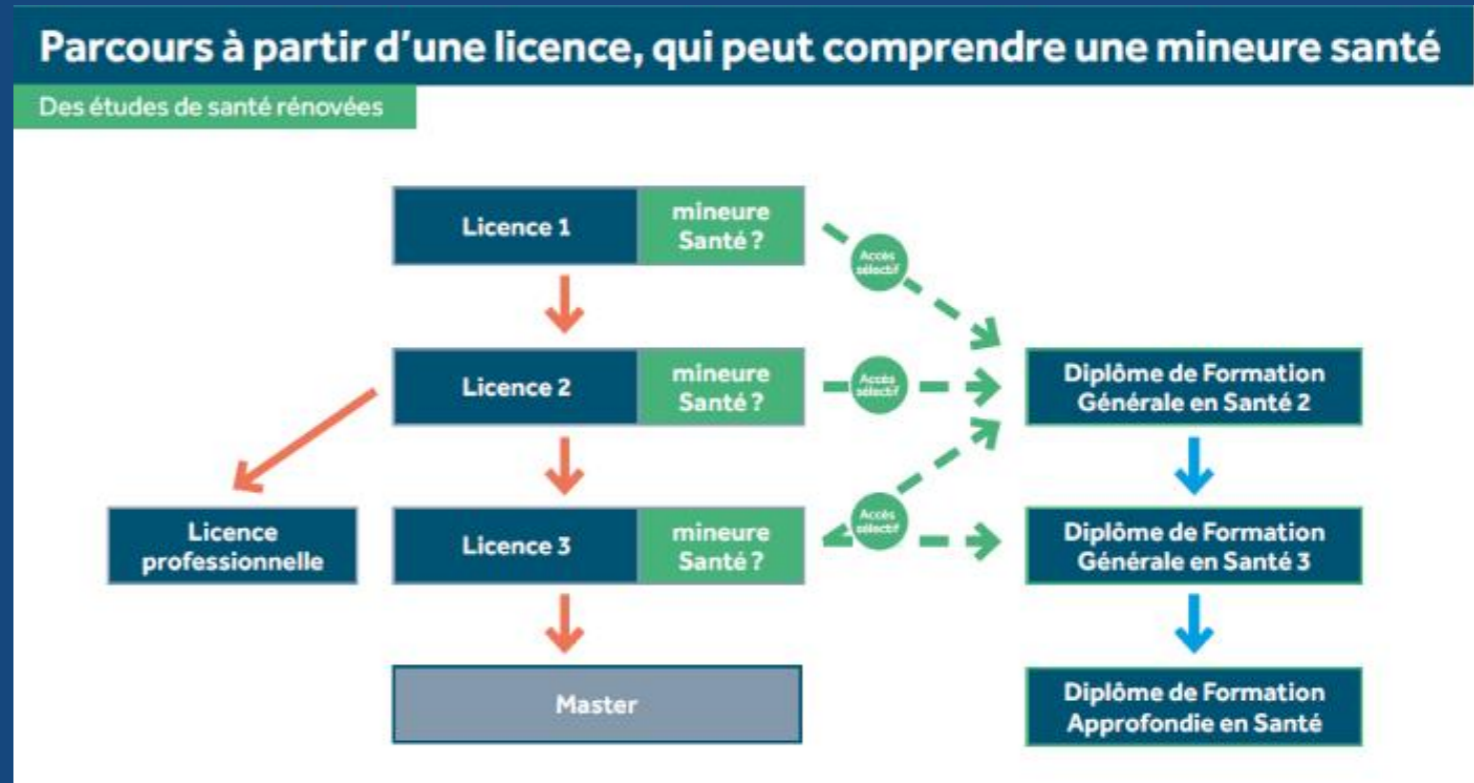 Parcours à partir d'une licence, qui peut comprendre une mineure santé
Des études de santé rénovées
Licence 1
mineure
Santé ?
Accès
sélectif
Licence 2
mineure
Santé ?
Accès
sélectif
Diplôme de Formation
Générale en Santé 2
Licence
professionnelle
Licence 3
mineure
Santé ?
Accès
sélectif
Diplôme de Formation
Générale en Santé 3
Master
Diplôme de Formation
Approfondie en Santé